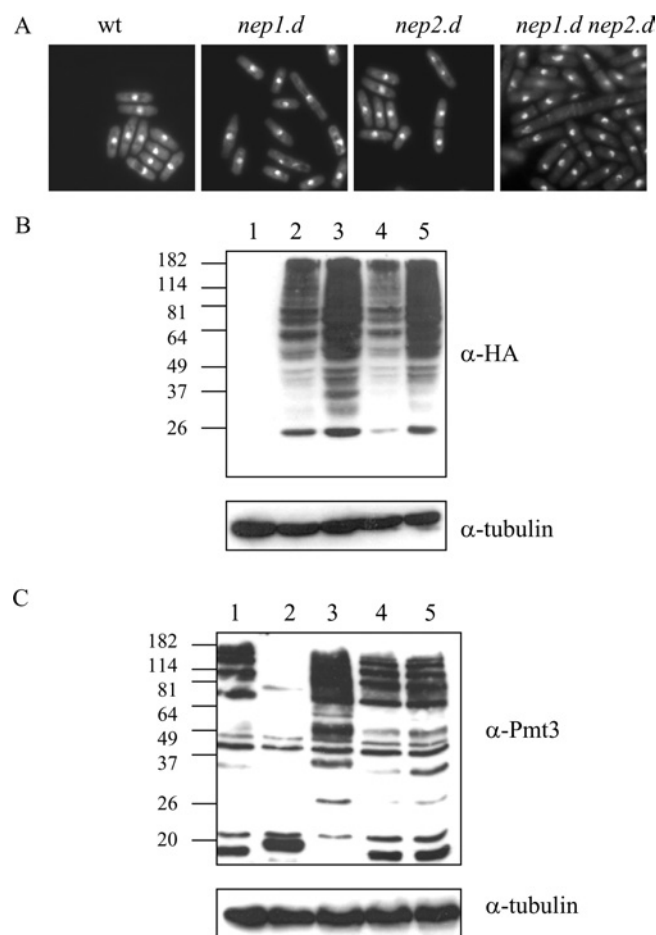 A
wt nep1.d nep2.d nep1.d nep2.d
B
1 2 3 4 5
182
114
81
64
49
37
26
α-HA
α-tubulin
C
1 2 3 4 5
182
114
81
64
49
37
26
20
α-Pmt3
α-tubulin